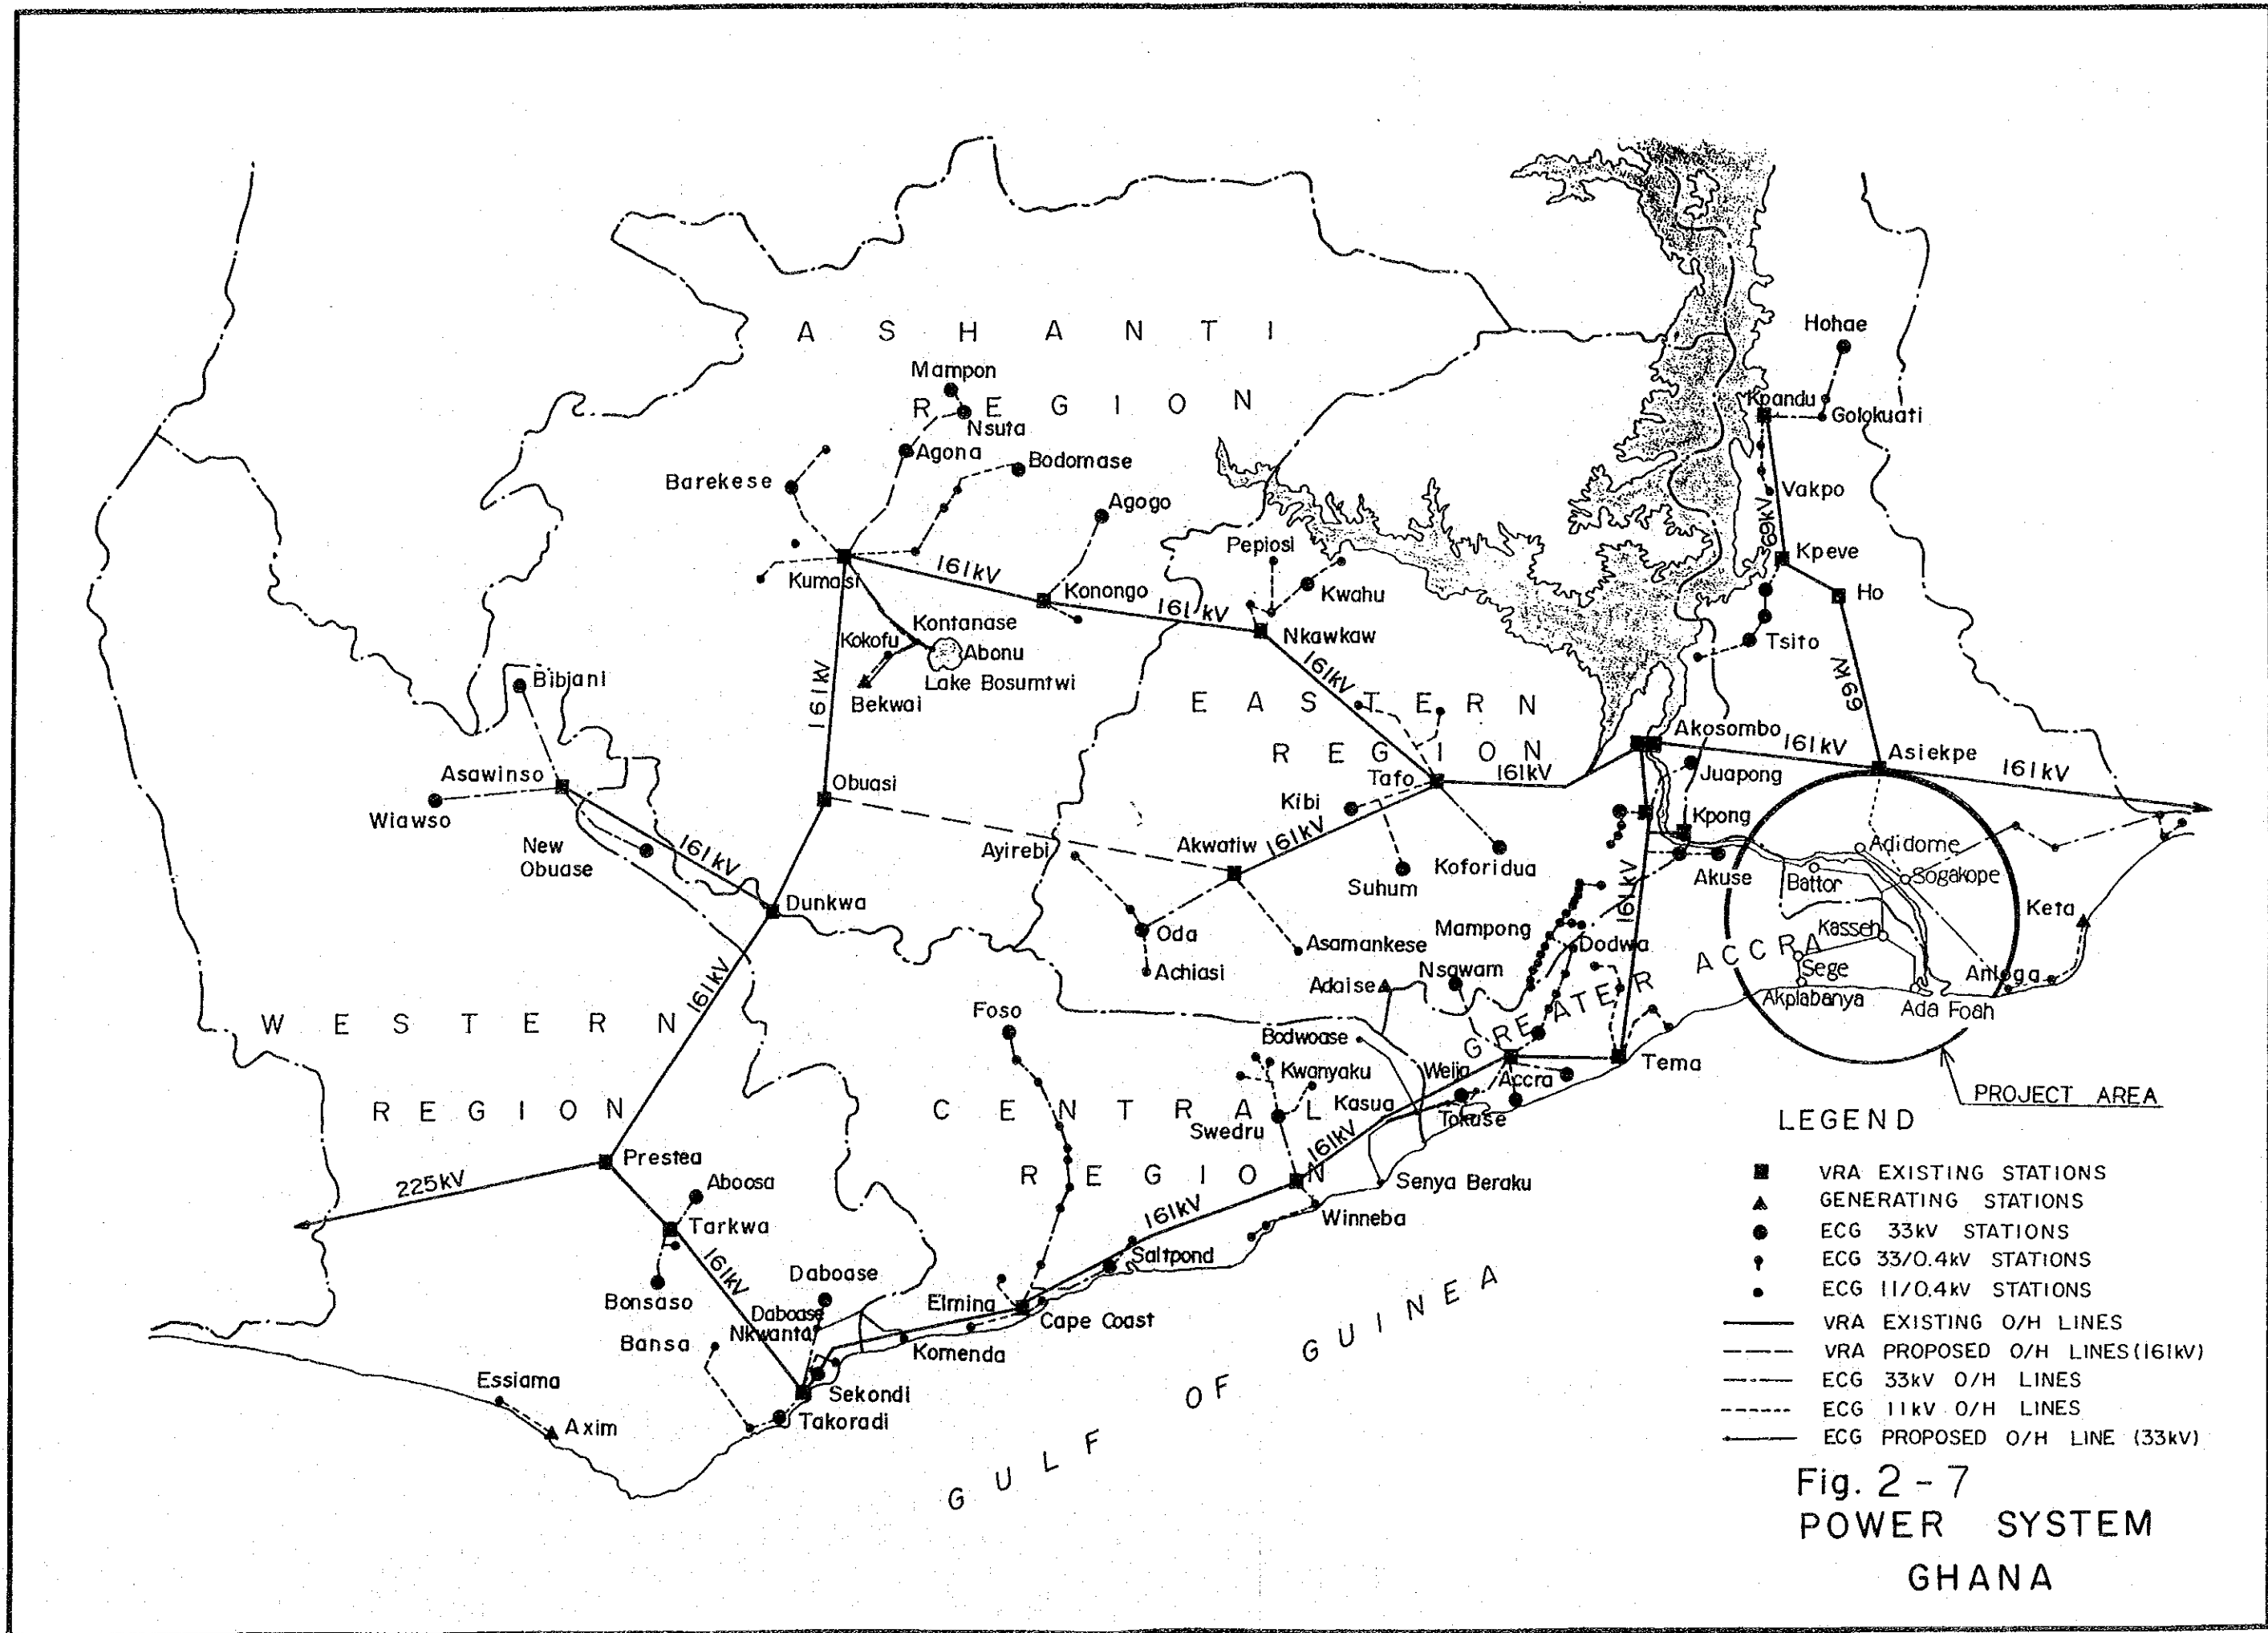 ASHANTI
REGION
Hohae
Mampon
Nsuta
Kpandu
Golokuati
Agona
Bodomase
Barekese
Vakpo
Agogo
69kV
Pepiosi
Kpeve
Kumasi
161kV
Konongo
Kwahu
Ho
161kV
Nkawkaw
Kontanase
Kokofu
Abonu
Lake Bosumtwi
Tsito
Bekwai
161kV
161kV
69kV
Bibjani
EASTERN
REGION
Akosombo
161kV
Asiekpe
161kV
Asawinso
Obuasi
Tafo
161kV
Juapong
Wiawso
Kibi
Kpong
New
Obuase
161kV
Ayirebi
Akwatiw
161kV
Adidome
Suhum
Koforidua
161kV
Akuse
Battor
Sogakope
Dunkwa
Keta
Oda
Asamankese
Mampong
Dodwa
Kasseh
Achiasi
Adaise
Nsawam
GREATER ACCRA
Sege
Anloga
161kV
Akplabanya
Ada Foah
WESTERN
REGION
Foso
Bodwoase
Kwanyaku
Weija
Accra
Tema
PROJECT AREA
CENTRAL
REGION
Kasua
Tokuse
Swedru
161kV
Prestea
225kV
Aboosa
Senya Beraku
Tarkwa
161kV
Winneba
161kV
Saltpond
Daboase
Bonsaso
Daboase
Nkwanta
Elmina
Cape Coast
Bansa
Komenda
Essiama
Sekondi
Axim
Takoradi
GULF OF GUINEA
LEGEND
VRA EXISTING STATIONS
GENERATING STATIONS
ECG 33kV STATIONS
ECG 33/0.4kV STATIONS
ECG 11/0.4kV STATIONS
VRA EXISTING O/H LINES
VRA PROPOSED O/H LINES(161kV)
ECG 33kV O/H LINES
ECG 11kV O/H LINES
ECG PROPOSED O/H LINE (33kV)
Fig. 2-7
POWER SYSTEM
GHANA